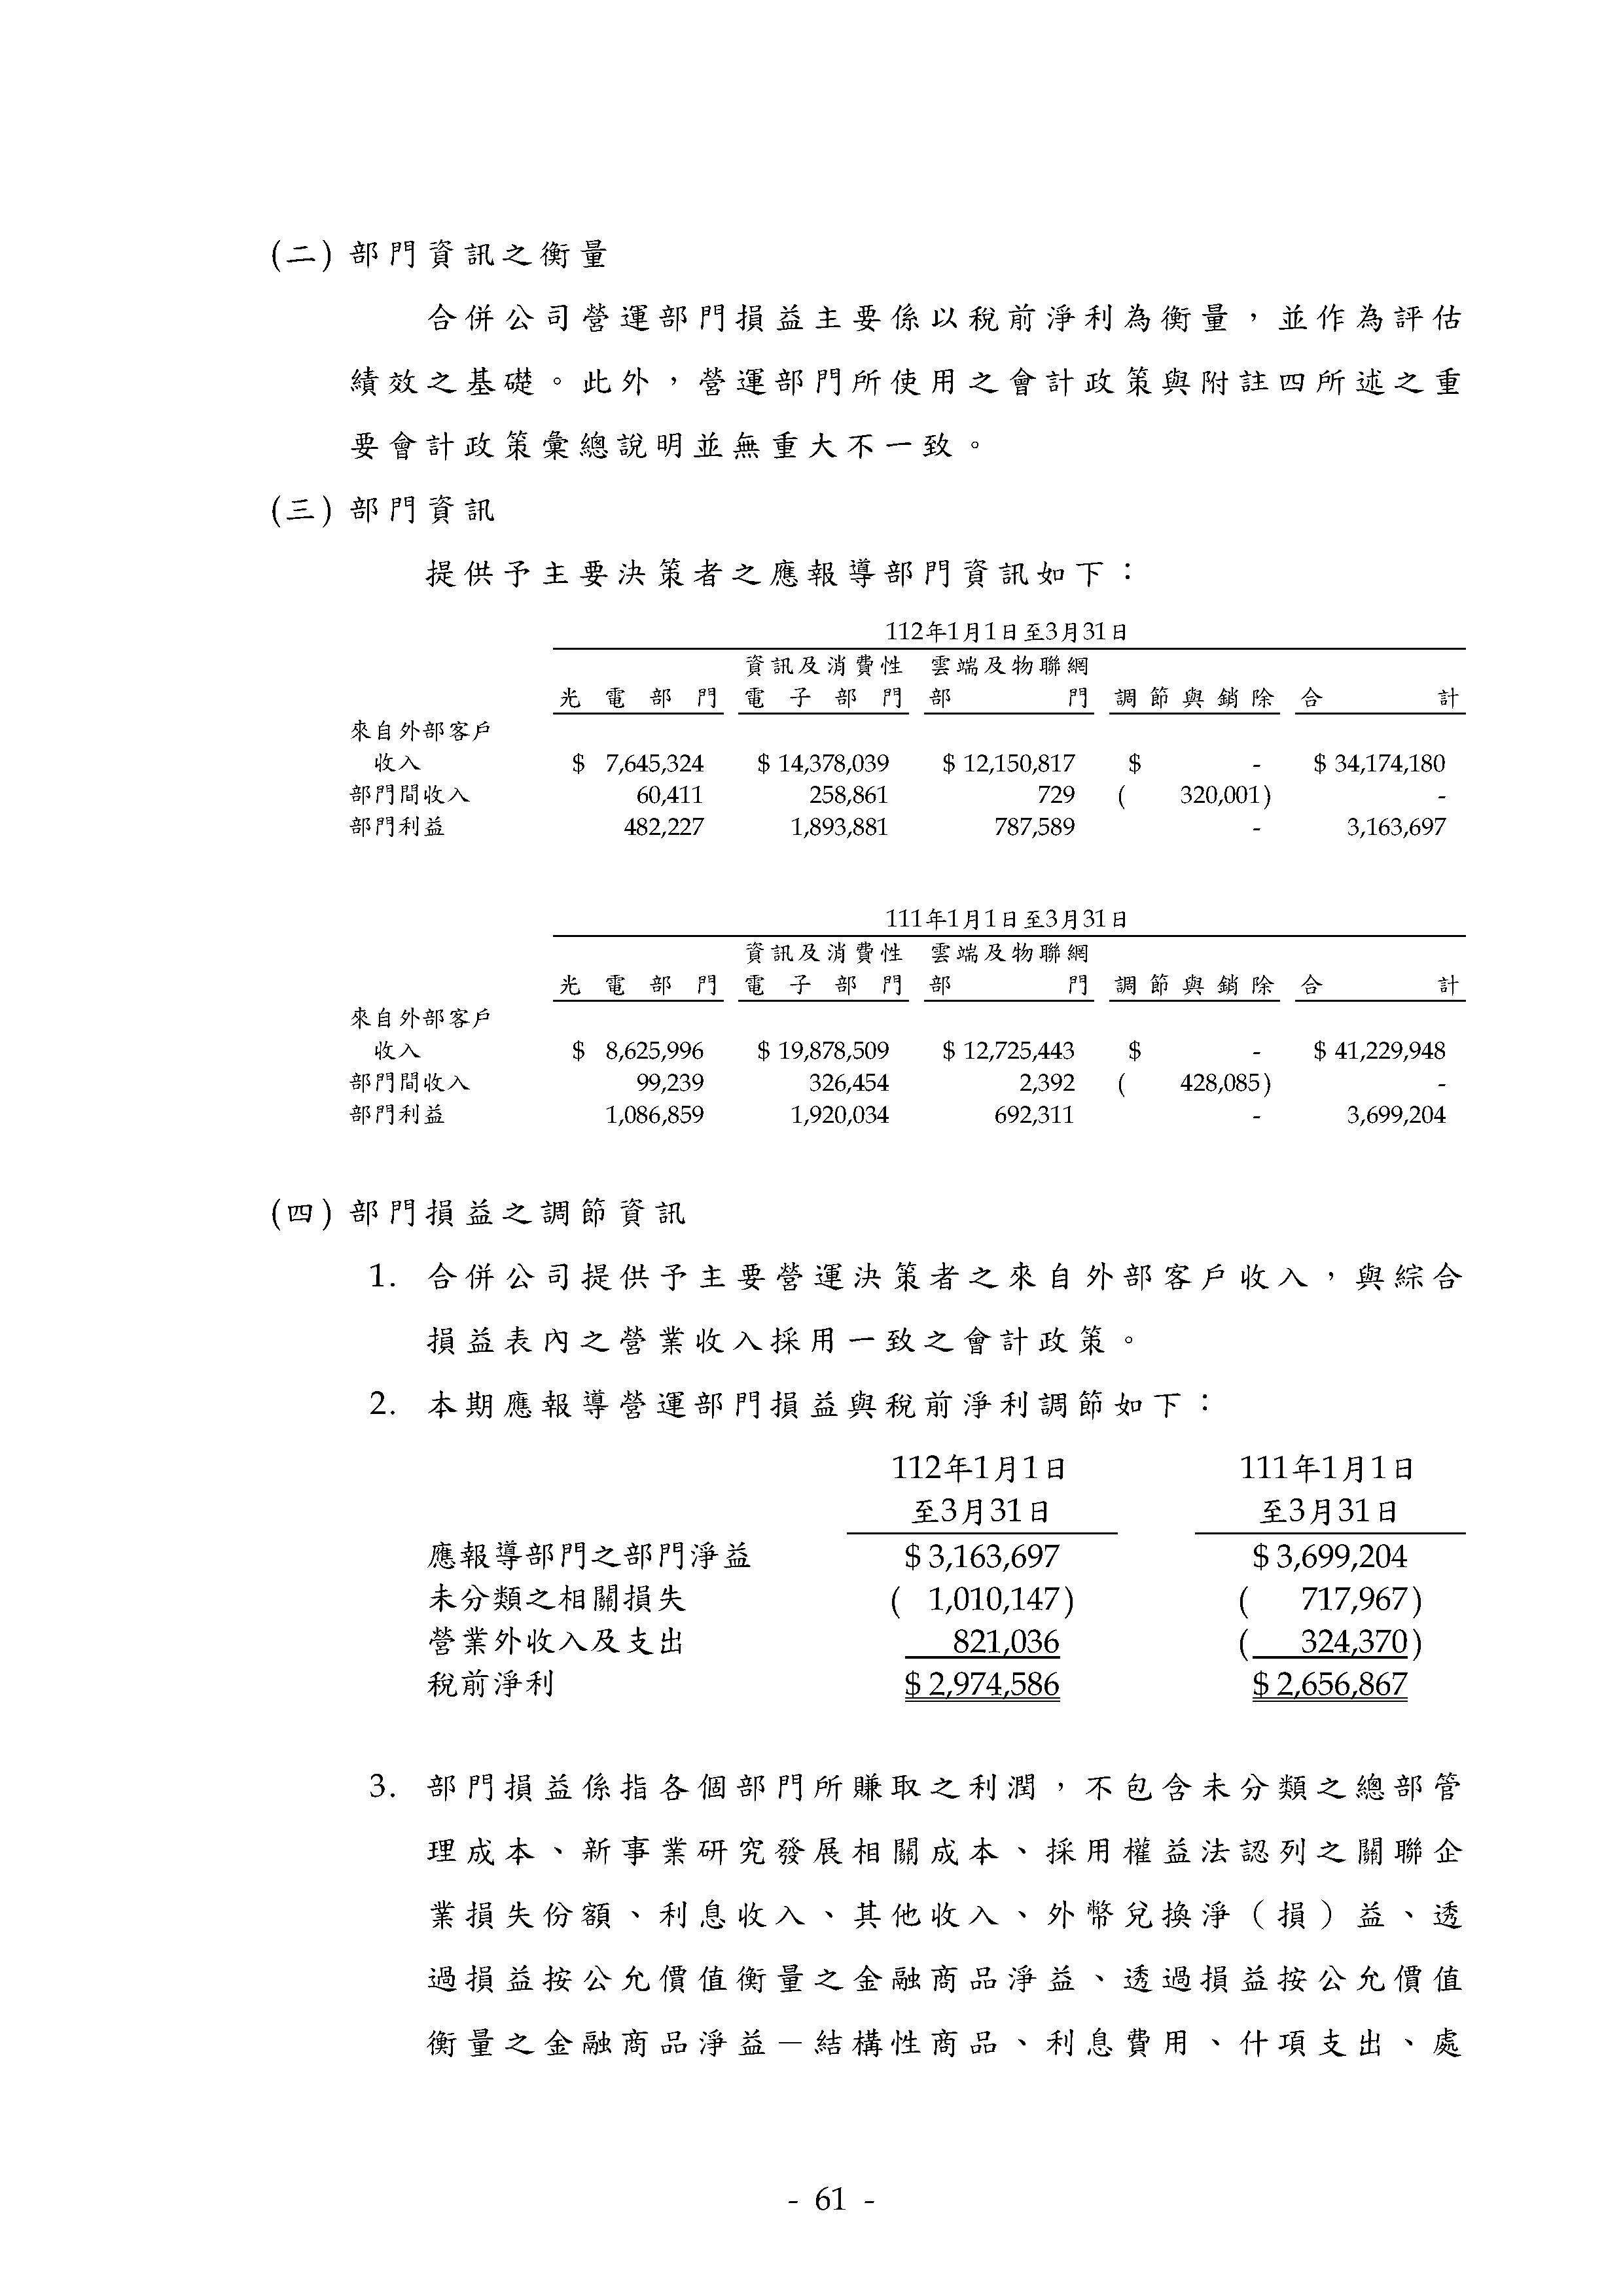 (二) 部門資訊之衡量
合併公司營運部門損益主要係以稅前淨利為衡量，並作為評估
績效之基礎。此外，營運部門所使用之會計政策與附註四所述之重
要會計政策彙總說明並無重大不一致。
(三) 部門資訊
提供予主要決策者之應報導部門資訊如下：
112年1月1日至3月31日
資訊及消費性 雲端及物聯網
光電部門 電子部門 部門 調節與銷除 合計
來自外部客戶
收入 $ 7,645,324 $ 14,378,039 $ 12,150,817 $ - $ 34,174,180
部門間收入 60,411 258,861 729 ( 320,001) -
部門利益 482,227 1,893,881 787,589 - 3,163,697
111年1月1日至3月31日
資訊及消費性 雲端及物聯網
光電部門 電子部門 部門 調節與銷除 合計
來自外部客戶
收入 $ 8,625,996 $ 19,878,509 $ 12,725,443 $ - $ 41,229,948
部門間收入 99,239 326,454 2,392 ( 428,085) -
部門利益 1,086,859 1,920,034 692,311 - 3,699,204
(四) 部門損益之調節資訊
1. 合併公司提供予主要營運決策者之來自外部客戶收入，與綜合
損益表內之營業收入採用一致之會計政策。
2. 本期應報導營運部門損益與稅前淨利調節如下：
112年1月1日 111年1月1日
至3月31日 至3月31日
應報導部門之部門淨益 $ 3,163,697 $ 3,699,204
未分類之相關損失 ( 1,010,147) ( 717,967)
營業外收入及支出 821,036 ( 324,370)
稅前淨利 $ 2,974,586 $ 2,656,867
3. 部門損益係指各個部門所賺取之利潤，不包含未分類之總部管
理成本、新事業研究發展相關成本、採用權益法認列之關聯企
業損失份額、利息收入、其他收入、外幣兌換淨（損）益、透
過損益按公允價值衡量之金融商品淨益、透過損益按公允價值
衡量之金融商品淨益－結構性商品、利息費用、什項支出、處
- 61 -